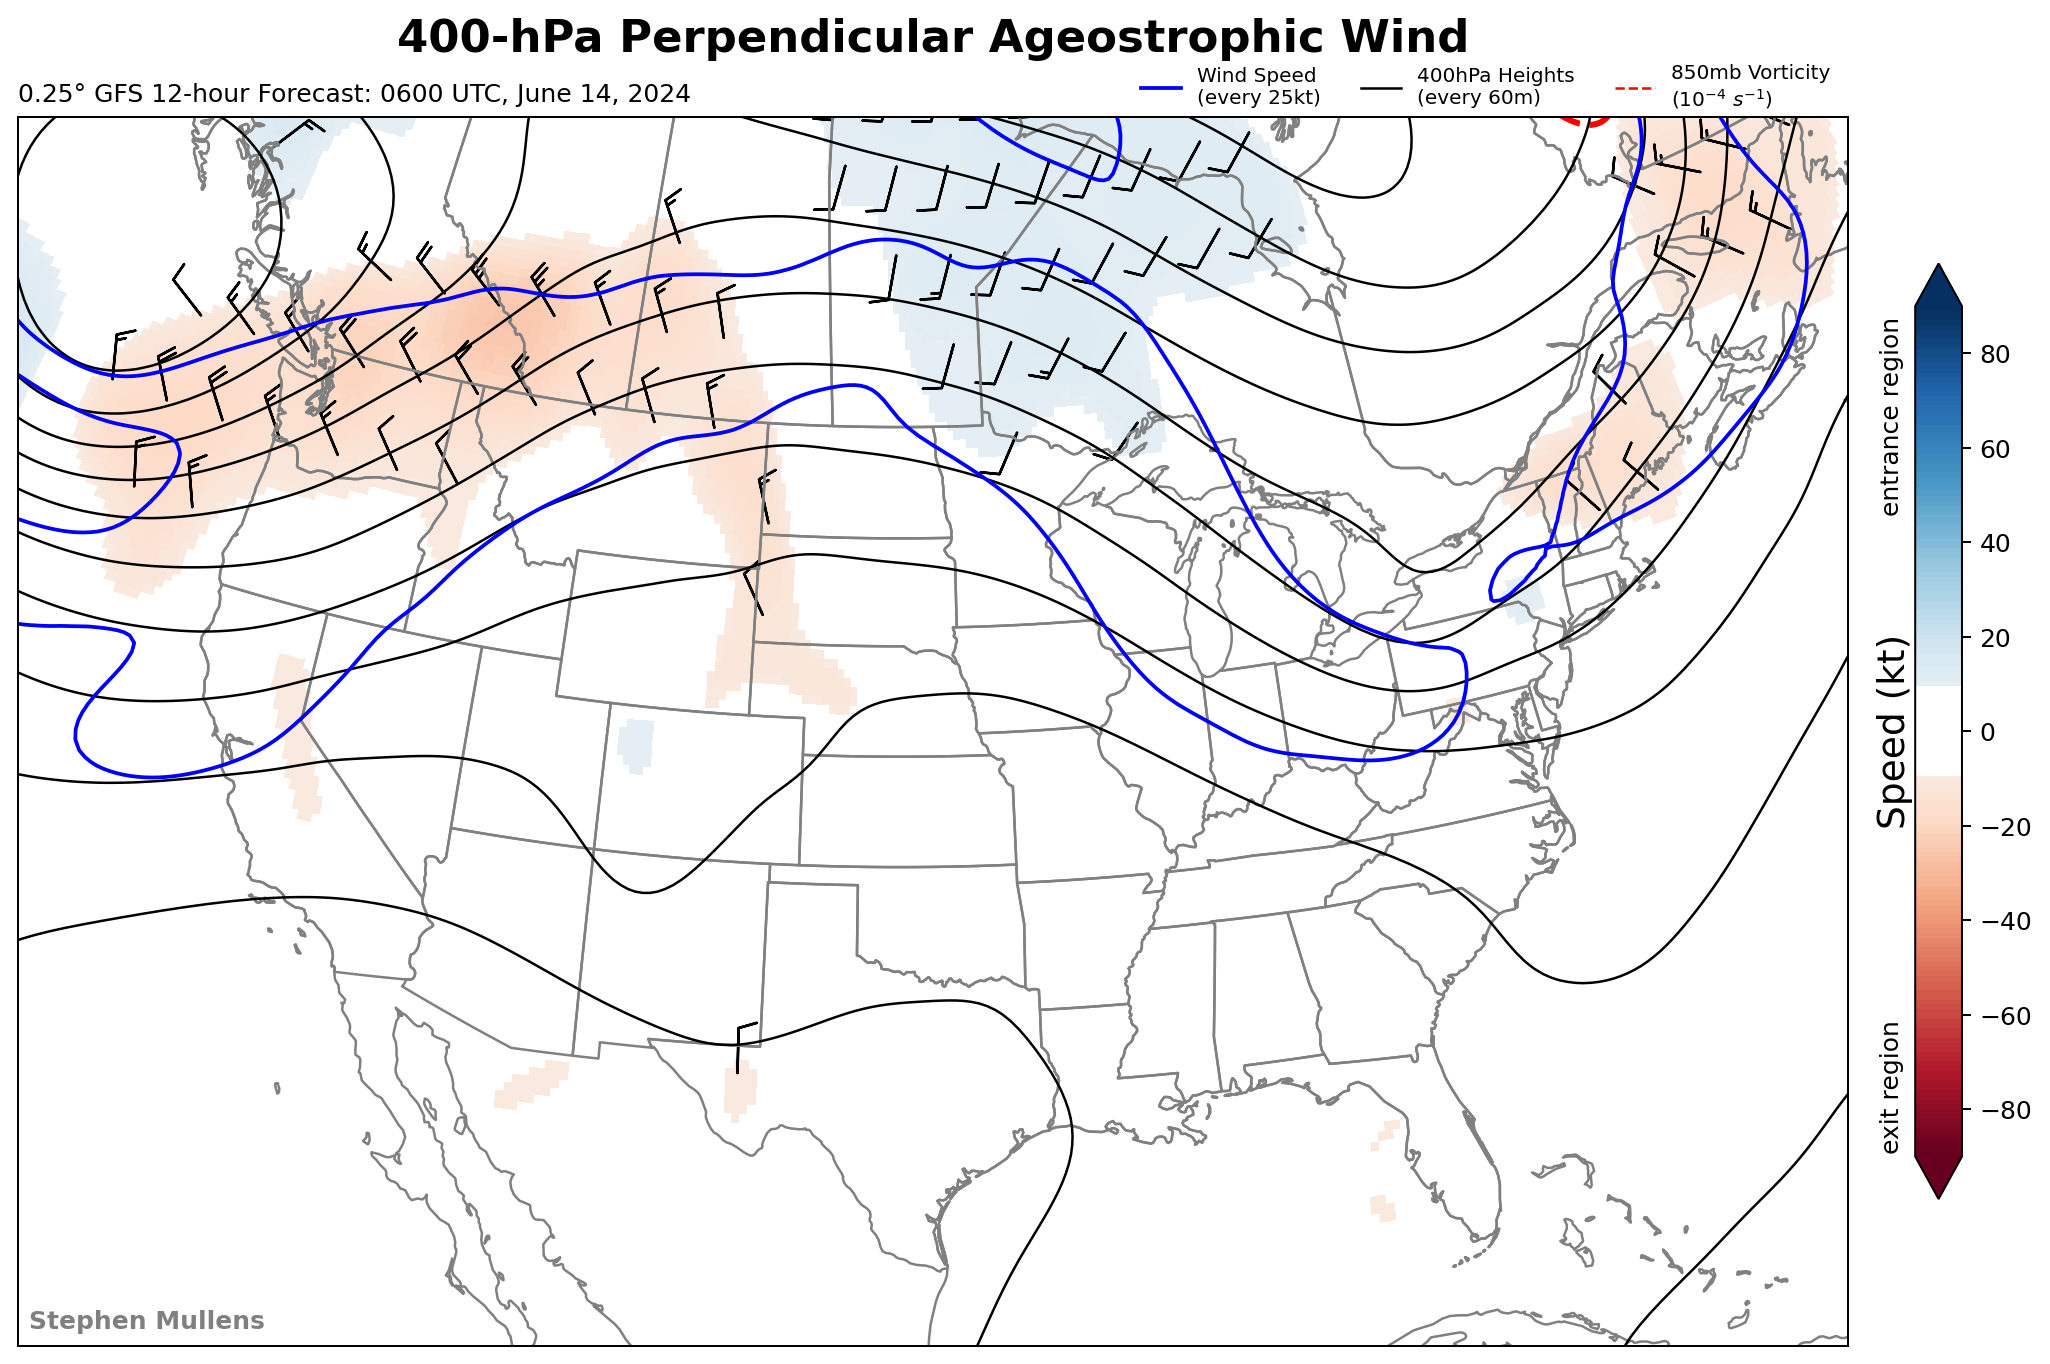 400-hPa Perpendicular Ageostrophic Wind
0.25° GFS 12-hour Forecast: 0600 UTC, June 14, 2024
Wind Speed
(every 25kt)
400hPa Heights
(every 60m)
850mb Vorticity
(10⁻⁴ s⁻¹)
entrance region
Speed (kt)
exit region
80
60
40
20
0
−20
−40
−60
−80
Stephen Mullens